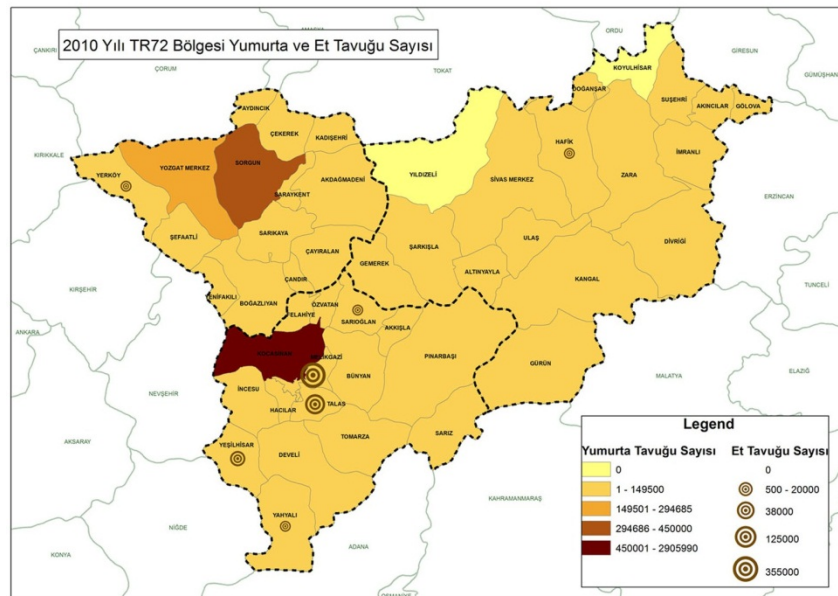 2010 Yılı TR72 Bölgesi Yumurta ve Et Tavuğu Sayısı
ÇANKIRI
ÇORUM
TOKAT
ORDU
GİRESUN
KOYULHİSAR
DOĞANŞAR
SUŞEHRİ
AKINCILAR
GÖLOVA
AYDINCIK
ÇEKEREK
KADIŞEHRİ
KIRIKKALE
YERKÖY
YOZGAT MERKEZ
SORGUN
SARAYKENT
AKDAĞMADENİ
YILDIZELİ
SİVAS MERKEZ
HAFİK
ZARA
İMRANLI
ERZİNCAN
ŞEFAATLİ
SARIKAYA
ÇAYIRALAN
GEMEREK
ŞARKIŞLA
ULAŞ
ALTINYAYLA
KANGAL
DİVRİĞİ
TUNCELİ
KIRŞEHİR
YENİFAKILI
BOĞAZLIYAN
ÇANDIR
ÖZVATAN
FELAHİYE
SARIOĞLAN
AKKIŞLA
ANKARA
PINARBAŞI
GÜRÜN
MALATYA
ELAZIĞ
NEVŞEHİR
İNCESU
BÜNYAN
HACILAR
TALAS
AKSARAY
YEŞİLHİSAR
DEVELİ
TOMARZA
SARIZ
KAHRAMANMARAŞ
NİĞDE
YAHYALI
KONYA
ADANA
Legend
Yumurta Tavuğu Sayısı
0
1 - 149500
149501 - 294685
294686 - 450000
450001 - 2905990
Et Tavuğu Sayısı
0
500 - 20000
38000
125000
355000